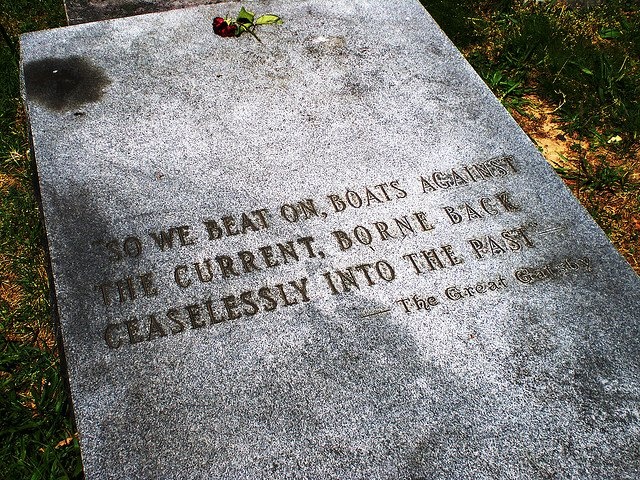 "SO WE BEAT ON, BOATS AGAINST
THE CURRENT, BORNE BACK
CEASELESSLY INTO THE PAST"
— The Great Gatsby